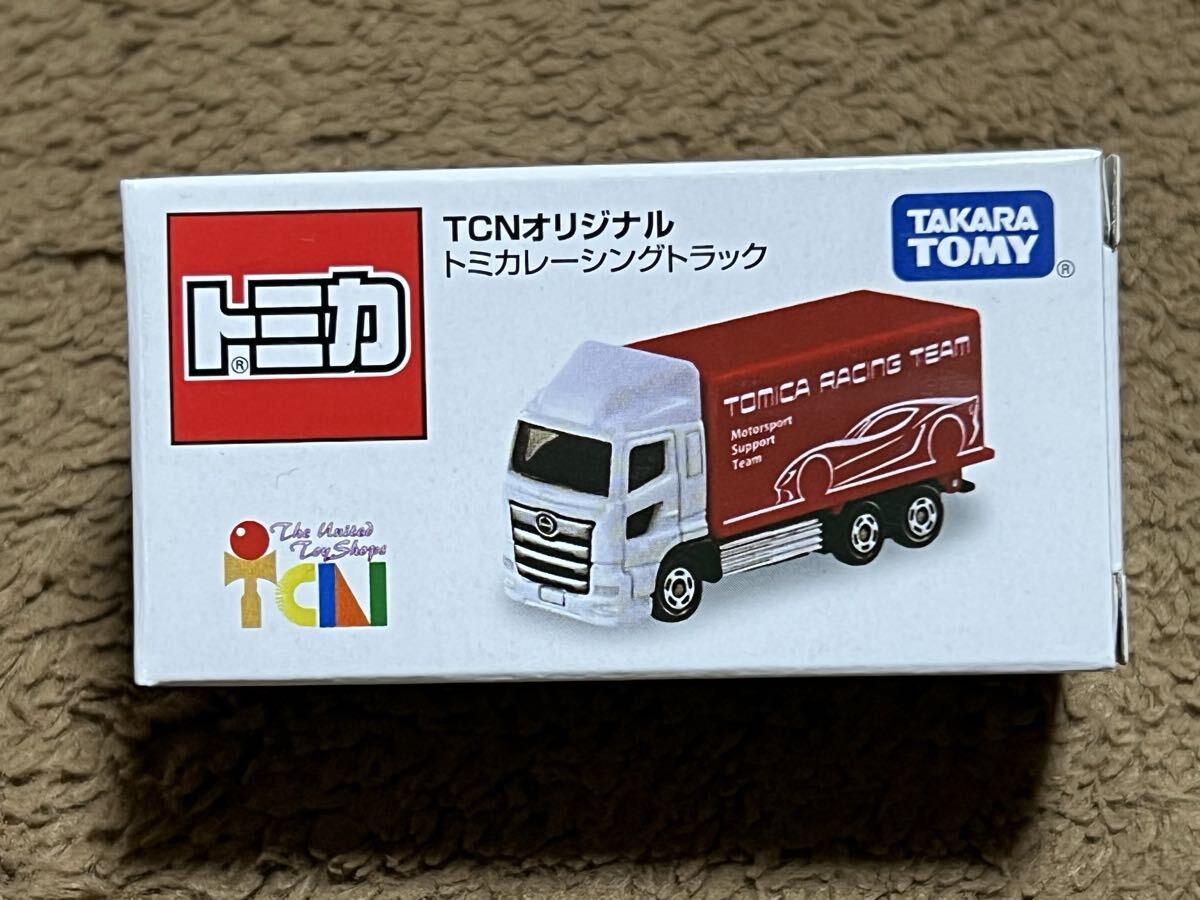 トミカ
®
TCNオリジナル
トミカレーシングトラック
TAKARA
TOMY
®
TOMICA RACING TEAM
Motorsport
Support
Team
The United
Toy Shops
TCN